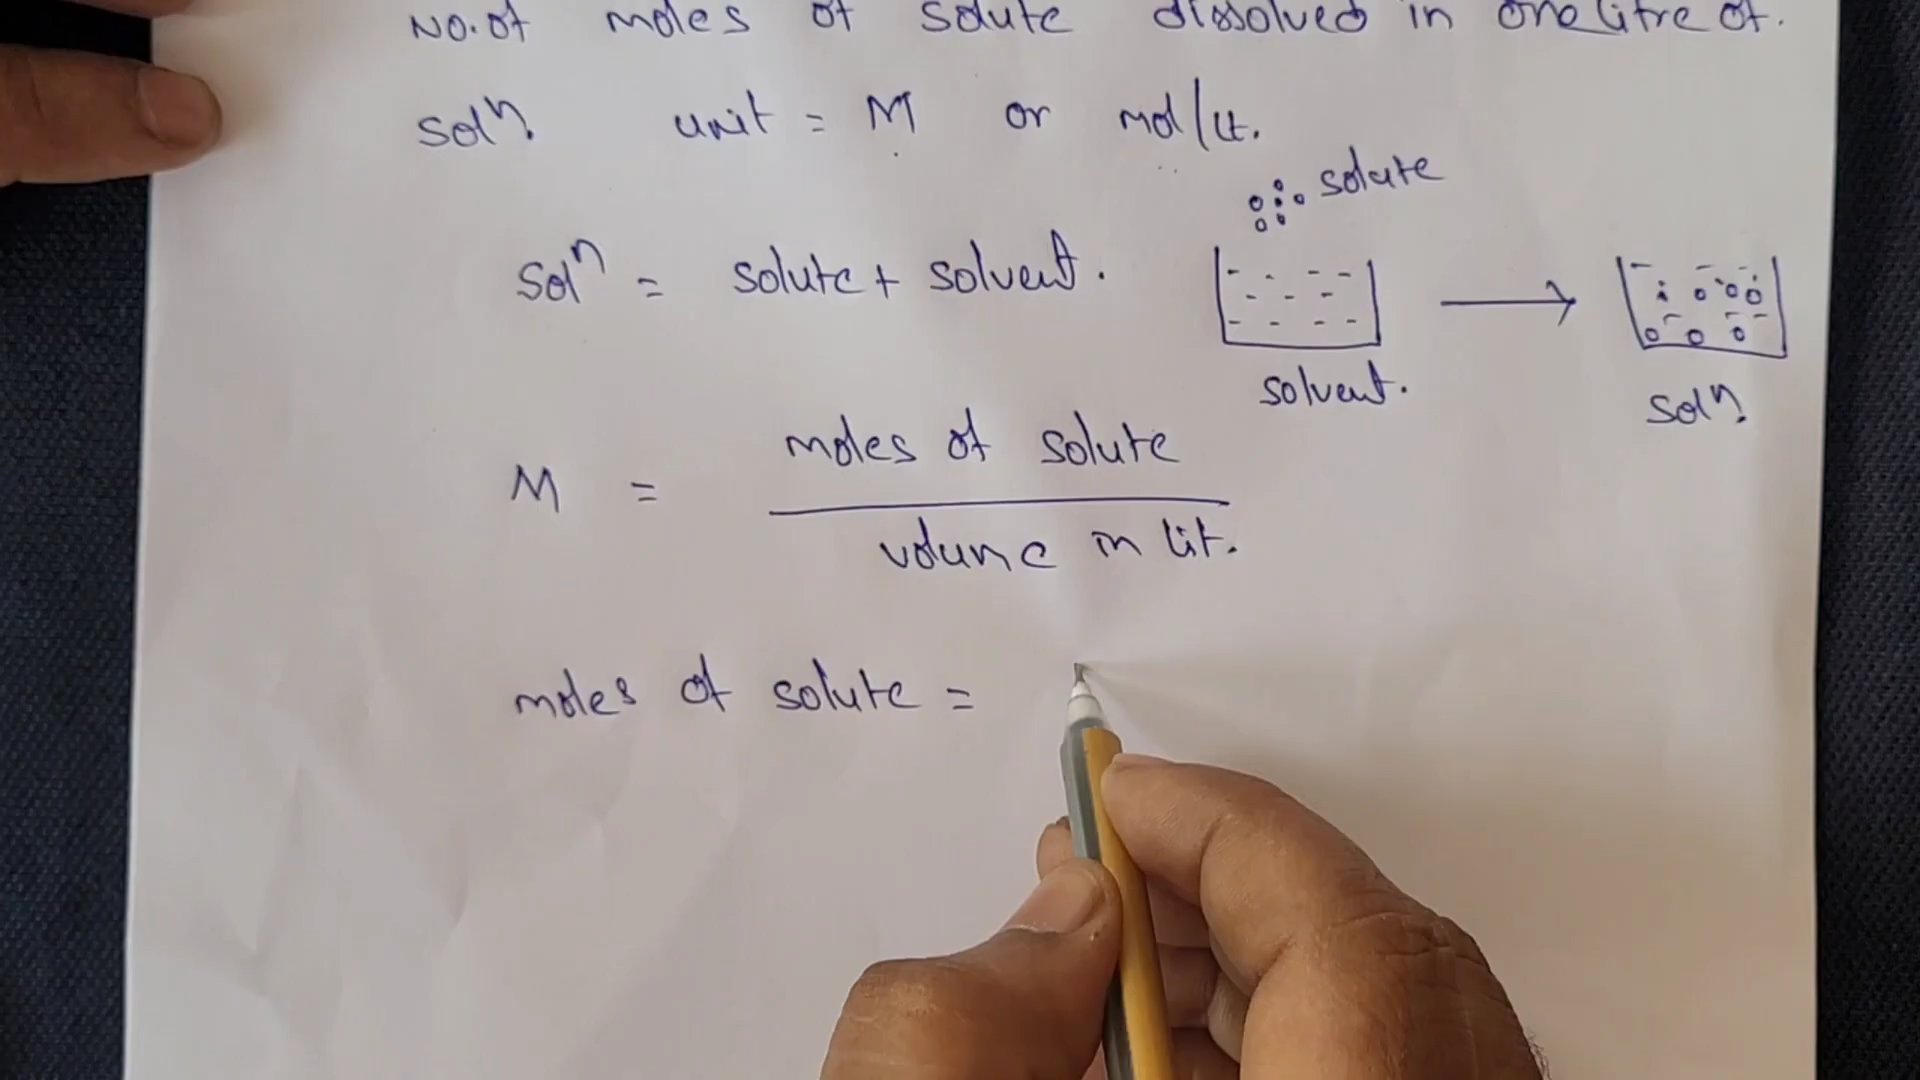 No. of moles of solute dissolved in one litre of.
solⁿ. unit = M or mol/lt.
solute
solⁿ = solute + solvent.
solvent.
solⁿ.
moles of solute
M =
volume in lit.
moles of solute =